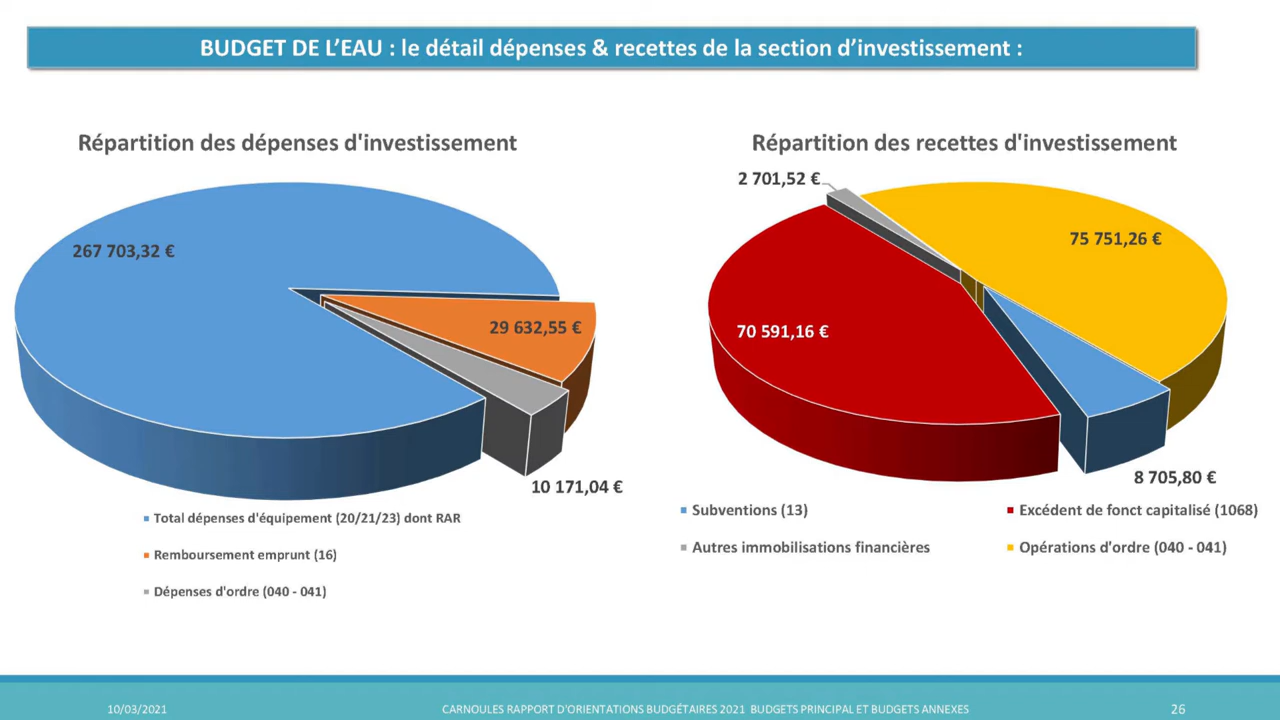 BUDGET DE L’EAU : le détail dépenses & recettes de la section d’investissement :
Répartition des dépenses d'investissement
267 703,32 €
29 632,55 €
10 171,04 €
Total dépenses d'équipement (20/21/23) dont RAR
Remboursement emprunt (16)
Dépenses d'ordre (040 - 041)
Répartition des recettes d'investissement
2 701,52 €
75 751,26 €
70 591,16 €
8 705,80 €
Subventions (13)
Excédent de fonct capitalisé (1068)
Autres immobilisations financières
Opérations d'ordre (040 - 041)
10/03/2021
CARNOULES RAPPORT D'ORIENTATIONS BUDGÉTAIRES 2021 BUDGETS PRINCIPAL ET BUDGETS ANNEXES
26